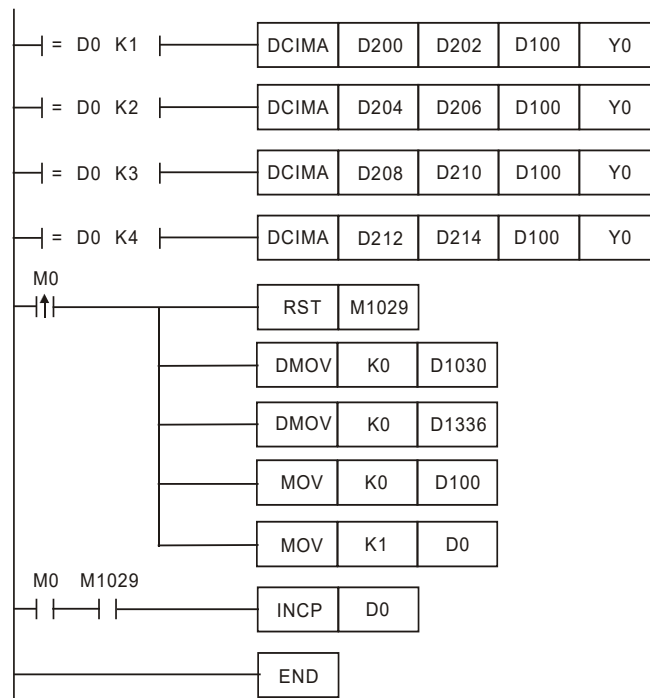 = D0 K1 DCIMA D200 D202 D100 Y0
= D0 K2 DCIMA D204 D206 D100 Y0
= D0 K3 DCIMA D208 D210 D100 Y0
= D0 K4 DCIMA D212 D214 D100 Y0
M0
RST M1029
DMOV K0 D1030
DMOV K0 D1336
MOV K0 D100
MOV K1 D0
M0 M1029
INCP D0
END